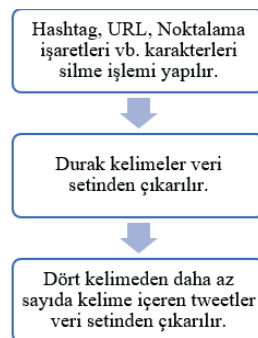 Hashtag, URL, Noktalama
işaretleri vb. karakterleri
silme işlemi yapılır.
Durak kelimeler veri
setinden çıkarılır.
Dört kelimeden daha az
sayıda kelime içeren tweetler
veri setinden çıkarılır.